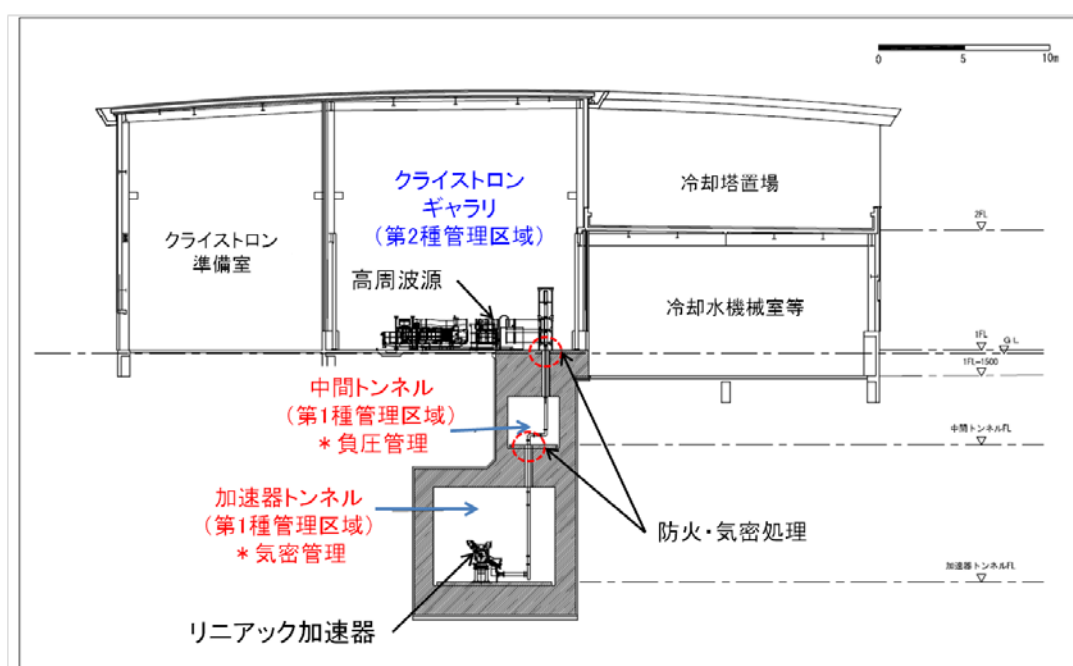 0 5 10m
クライストロン
ギャラリ
(第2種管理区域)
冷却塔置場
2FL
クライストロン
準備室
高周波源
冷却水機械室等
1FL
G L
1FL-1500
中間トンネル
(第1種管理区域)
*負圧管理
中間トンネルFL
加速器トンネル
(第1種管理区域)
*気密管理
防火・気密処理
加速器トンネルFL
リニアック加速器